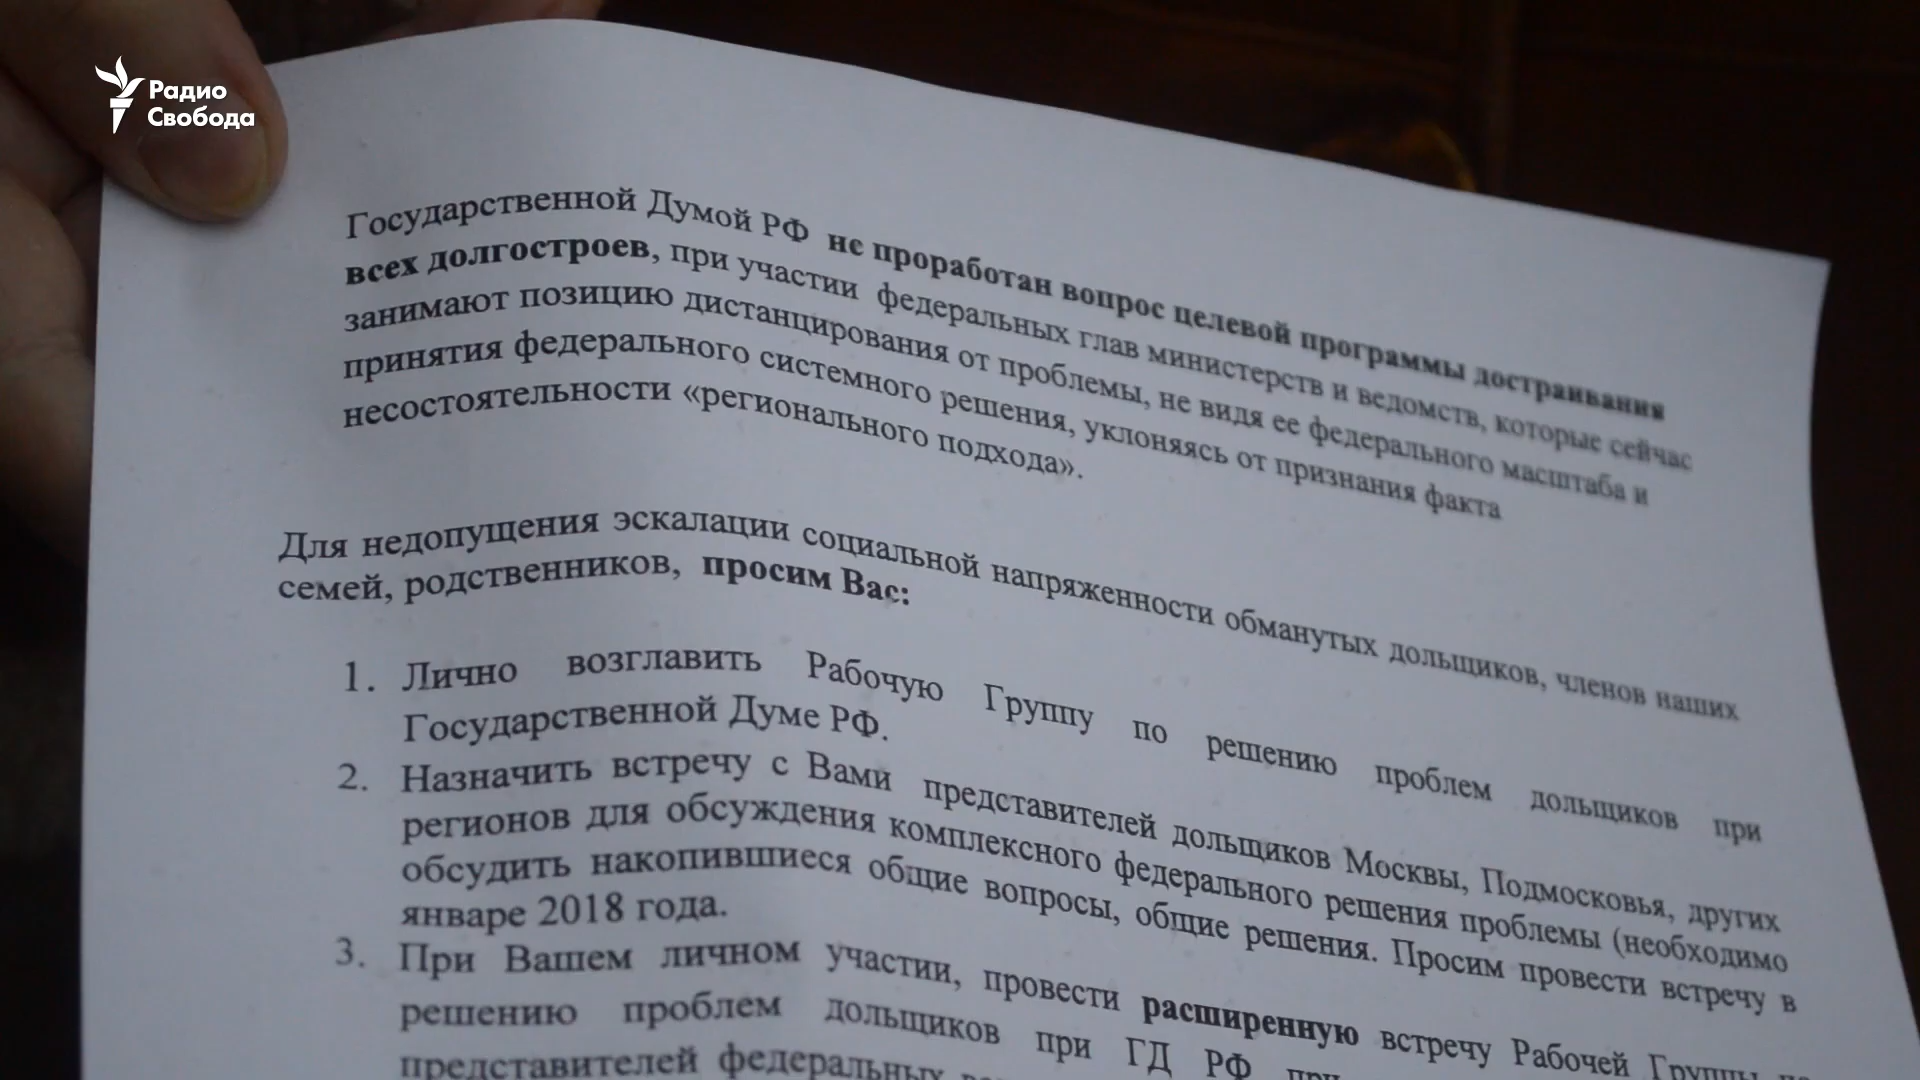 Радио
Свобода
Государственной Думой РФ не проработан вопрос целевой программы достраивания
всех долгостроев, при участии федеральных глав министерств и ведомств, которые сейчас
занимают позицию дистанцирования от проблемы, не видя ее федерального масштаба и
принятия федерального системного решения, уклоняясь от признания факта
несостоятельности «регионального подхода».
Для недопущения эскалации социальной напряженности обманутых дольщиков, членов наших
семей, родственников, просим Вас:
1. Лично возглавить Рабочую Группу по решению проблем дольщиков при
Государственной Думе РФ.
2. Назначить встречу с Вами представителей дольщиков Москвы, Подмосковья, других
регионов для обсуждения комплексного федерального решения проблемы (необходимо
обсудить накопившиеся общие вопросы, общие решения. Просим провести встречу в
январе 2018 года.
3. При Вашем личном участии, провести расширенную встречу Рабочей Группы
решению проблем дольщиков при ГД РФ
представителей федеральных